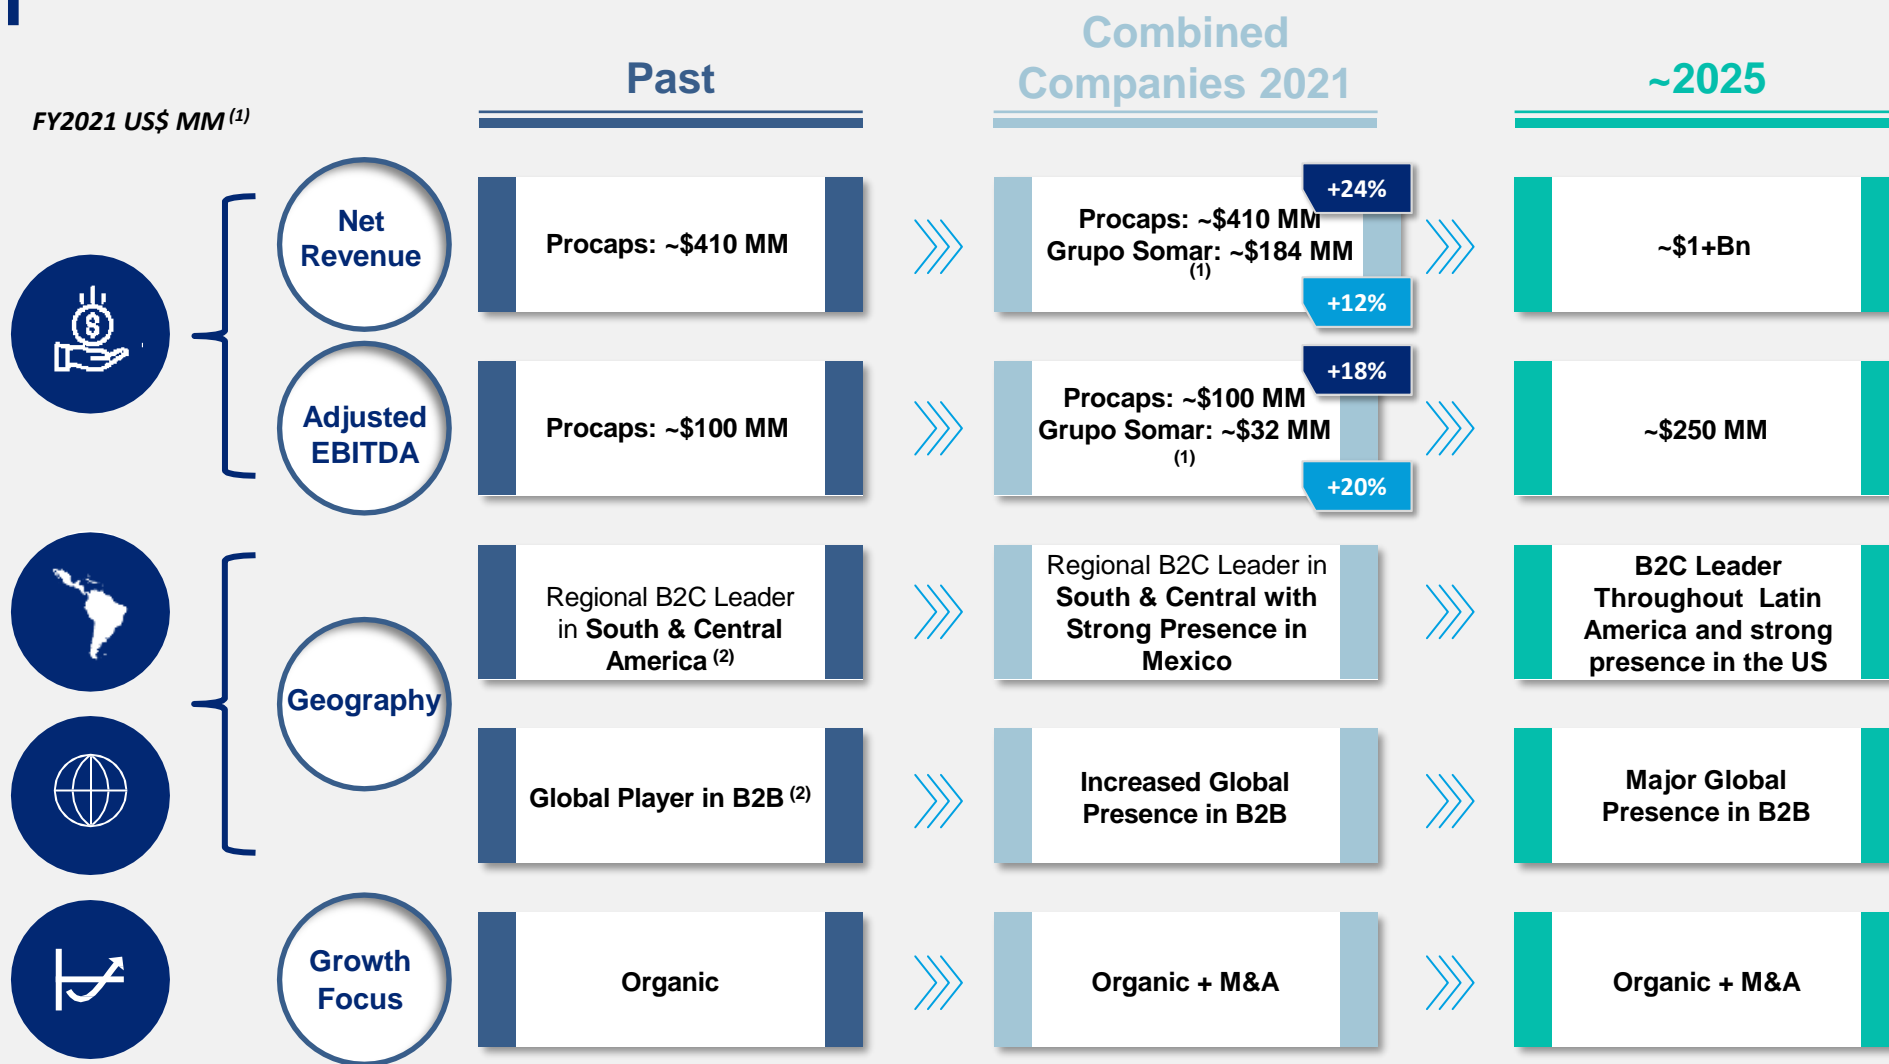 Past
Combined
Companies 2021
~2025
FY2021 US$ MM (1)
Net
Revenue
Procaps: ~$410 MM
Procaps: ~$410 MM
Grupo Somar: ~$184 MM
(1)
+24%
+12%
~$1+Bn
Adjusted
EBITDA
Procaps: ~$100 MM
Procaps: ~$100 MM
Grupo Somar: ~$32 MM
(1)
+18%
+20%
~$250 MM
Geography
Regional B2C Leader
in South & Central
America (2)
Regional B2C Leader in
South & Central with
Strong Presence in
Mexico
B2C Leader
Throughout Latin
America and strong
presence in the US
Global Player in B2B (2)
Increased Global
Presence in B2B
Major Global
Presence in B2B
Growth
Focus
Organic
Organic + M&A
Organic + M&A